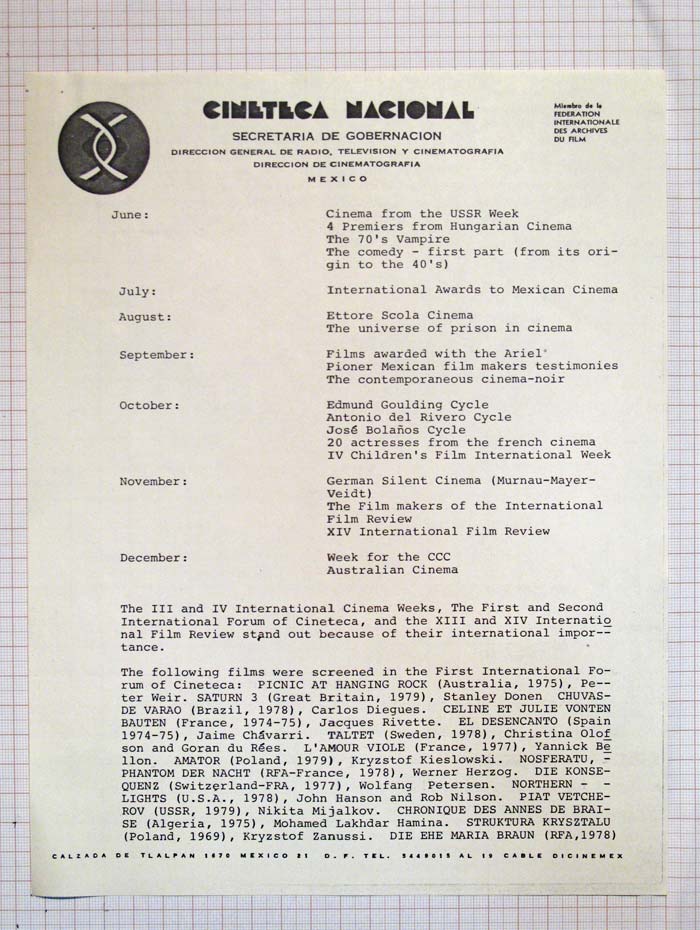 CINETECA NACIONAL
SECRETARIA DE GOBERNACION
DIRECCION GENERAL DE RADIO, TELEVISION Y CINEMATOGRAFIA
DIRECCION DE CINEMATOGRAFIA
MEXICO
Miembro de la
FEDERATION
INTERNATIONALE
DES ARCHIVES
DU FILM
June: Cinema from the USSR Week
4 Premiers from Hungarian Cinema
The 70's Vampire
The comedy - first part (from its ori-
gin to the 40's)
July: International Awards to Mexican Cinema
August: Ettore Scola Cinema
The universe of prison in cinema
September: Films awarded with the Ariel
Pioner Mexican film makers testimonies
The contemporaneous cinema-noir
October: Edmund Goulding Cycle
Antonio del Rivero Cycle
José Bolaños Cycle
20 actresses from the french cinema
IV Children's Film International Week
November: German Silent Cinema (Murnau-Mayer-
Veidt)
The Film makers of the International
Film Review
XIV International Film Review
December: Week for the CCC
Australian Cinema
The III and IV International Cinema Weeks, The First and Second
International Forum of Cineteca, and the XIII and XIV Internatio
nal Film Review stand out because of their international impor--
tance.
The following films were screened in the First International Fo-
rum of Cineteca: PICNIC AT HANGING ROCK (Australia, 1975), Pe--
ter Weir. SATURN 3 (Great Britain, 1979), Stanley Donen CHUVAS-
DE VARAO (Brazil, 1978), Carlos Diegues. CELINE ET JULIE VONTEN
BAUTEN (France, 1974-75), Jacques Rivette. EL DESENCANTO (Spain
1974-75), Jaime Chávarri. TALTET (Sweden, 1978), Christina Olof
son and Goran du Rées. L'AMOUR VIOLE (France, 1977), Yannick Be
llon. AMATOR (Poland, 1979), Kryzstof Kieslowski. NOSFERATU, -
PHANTOM DER NACHT (RFA-France, 1978), Werner Herzog. DIE KONSE-
QUENZ (Switzerland-FRA, 1977), Wolfang Petersen. NORTHERN - -
LIGHTS (U.S.A., 1978), John Hanson and Rob Nilson. PIAT VETCHE-
ROV (USSR, 1979), Nikita Mijalkov. CHRONIQUE DES ANNES DE BRAI-
SE (Algeria, 1975), Mohamed Lakhdar Hamina. STRUKTURA KRYSZTALU
(Poland, 1969), Kryzstof Zanussi. DIE EHE MARIA BRAUN (RFA,1978)
CALZADA DE TLALPAN 1670 MEXICO 21 D. F. TEL. 5449015 AL 19 CABLE DICINEMEX